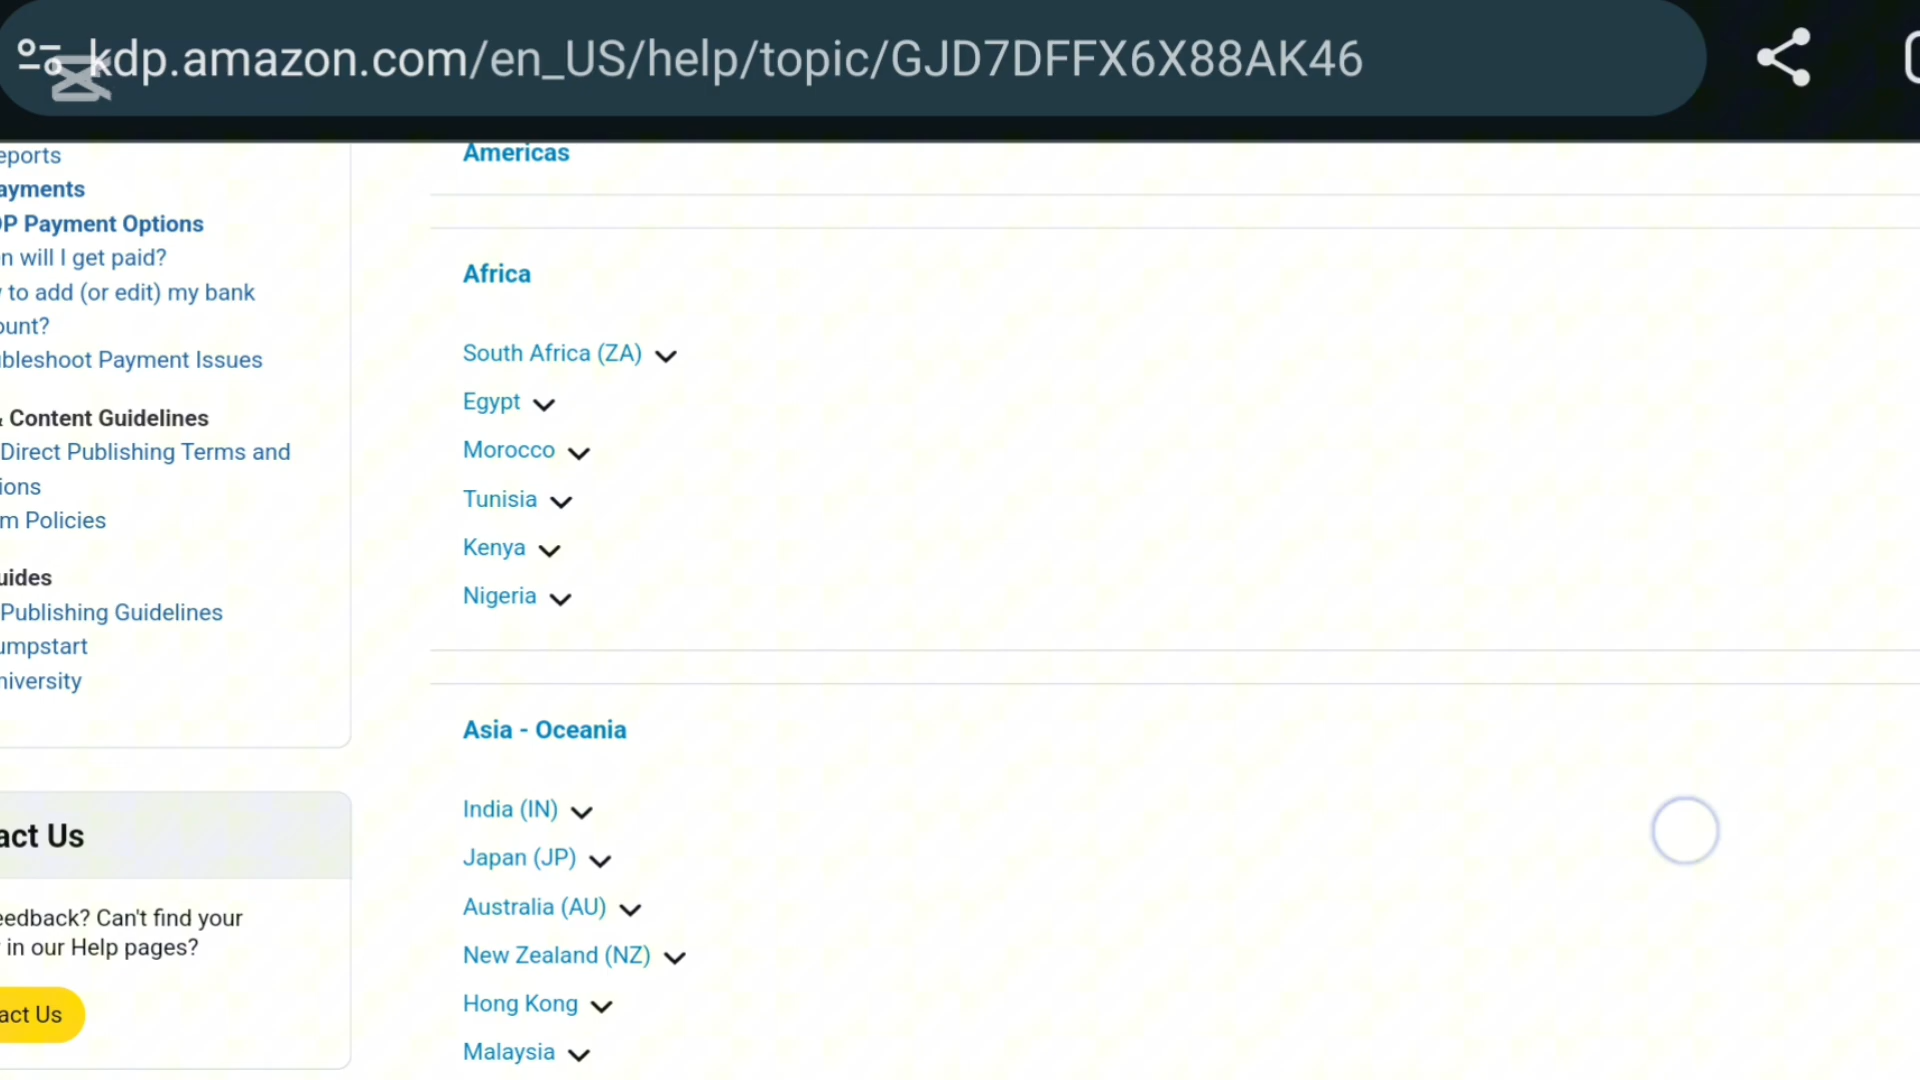 kdp.amazon.com/en_US/help/topic/GJD7DFFX6X88AK46
eports
ayments
DP Payment Options
n will I get paid?
to add (or edit) my bank
ount?
ubleshoot Payment Issues
& Content Guidelines
Direct Publishing Terms and
ions
m Policies
uides
Publishing Guidelines
umpstart
niversity
act Us
eedback? Can't find your
in our Help pages?
act Us
Americas
Africa
South Africa (ZA)
Egypt
Morocco
Tunisia
Kenya
Nigeria
Asia - Oceania
India (IN)
Japan (JP)
Australia (AU)
New Zealand (NZ)
Hong Kong
Malaysia